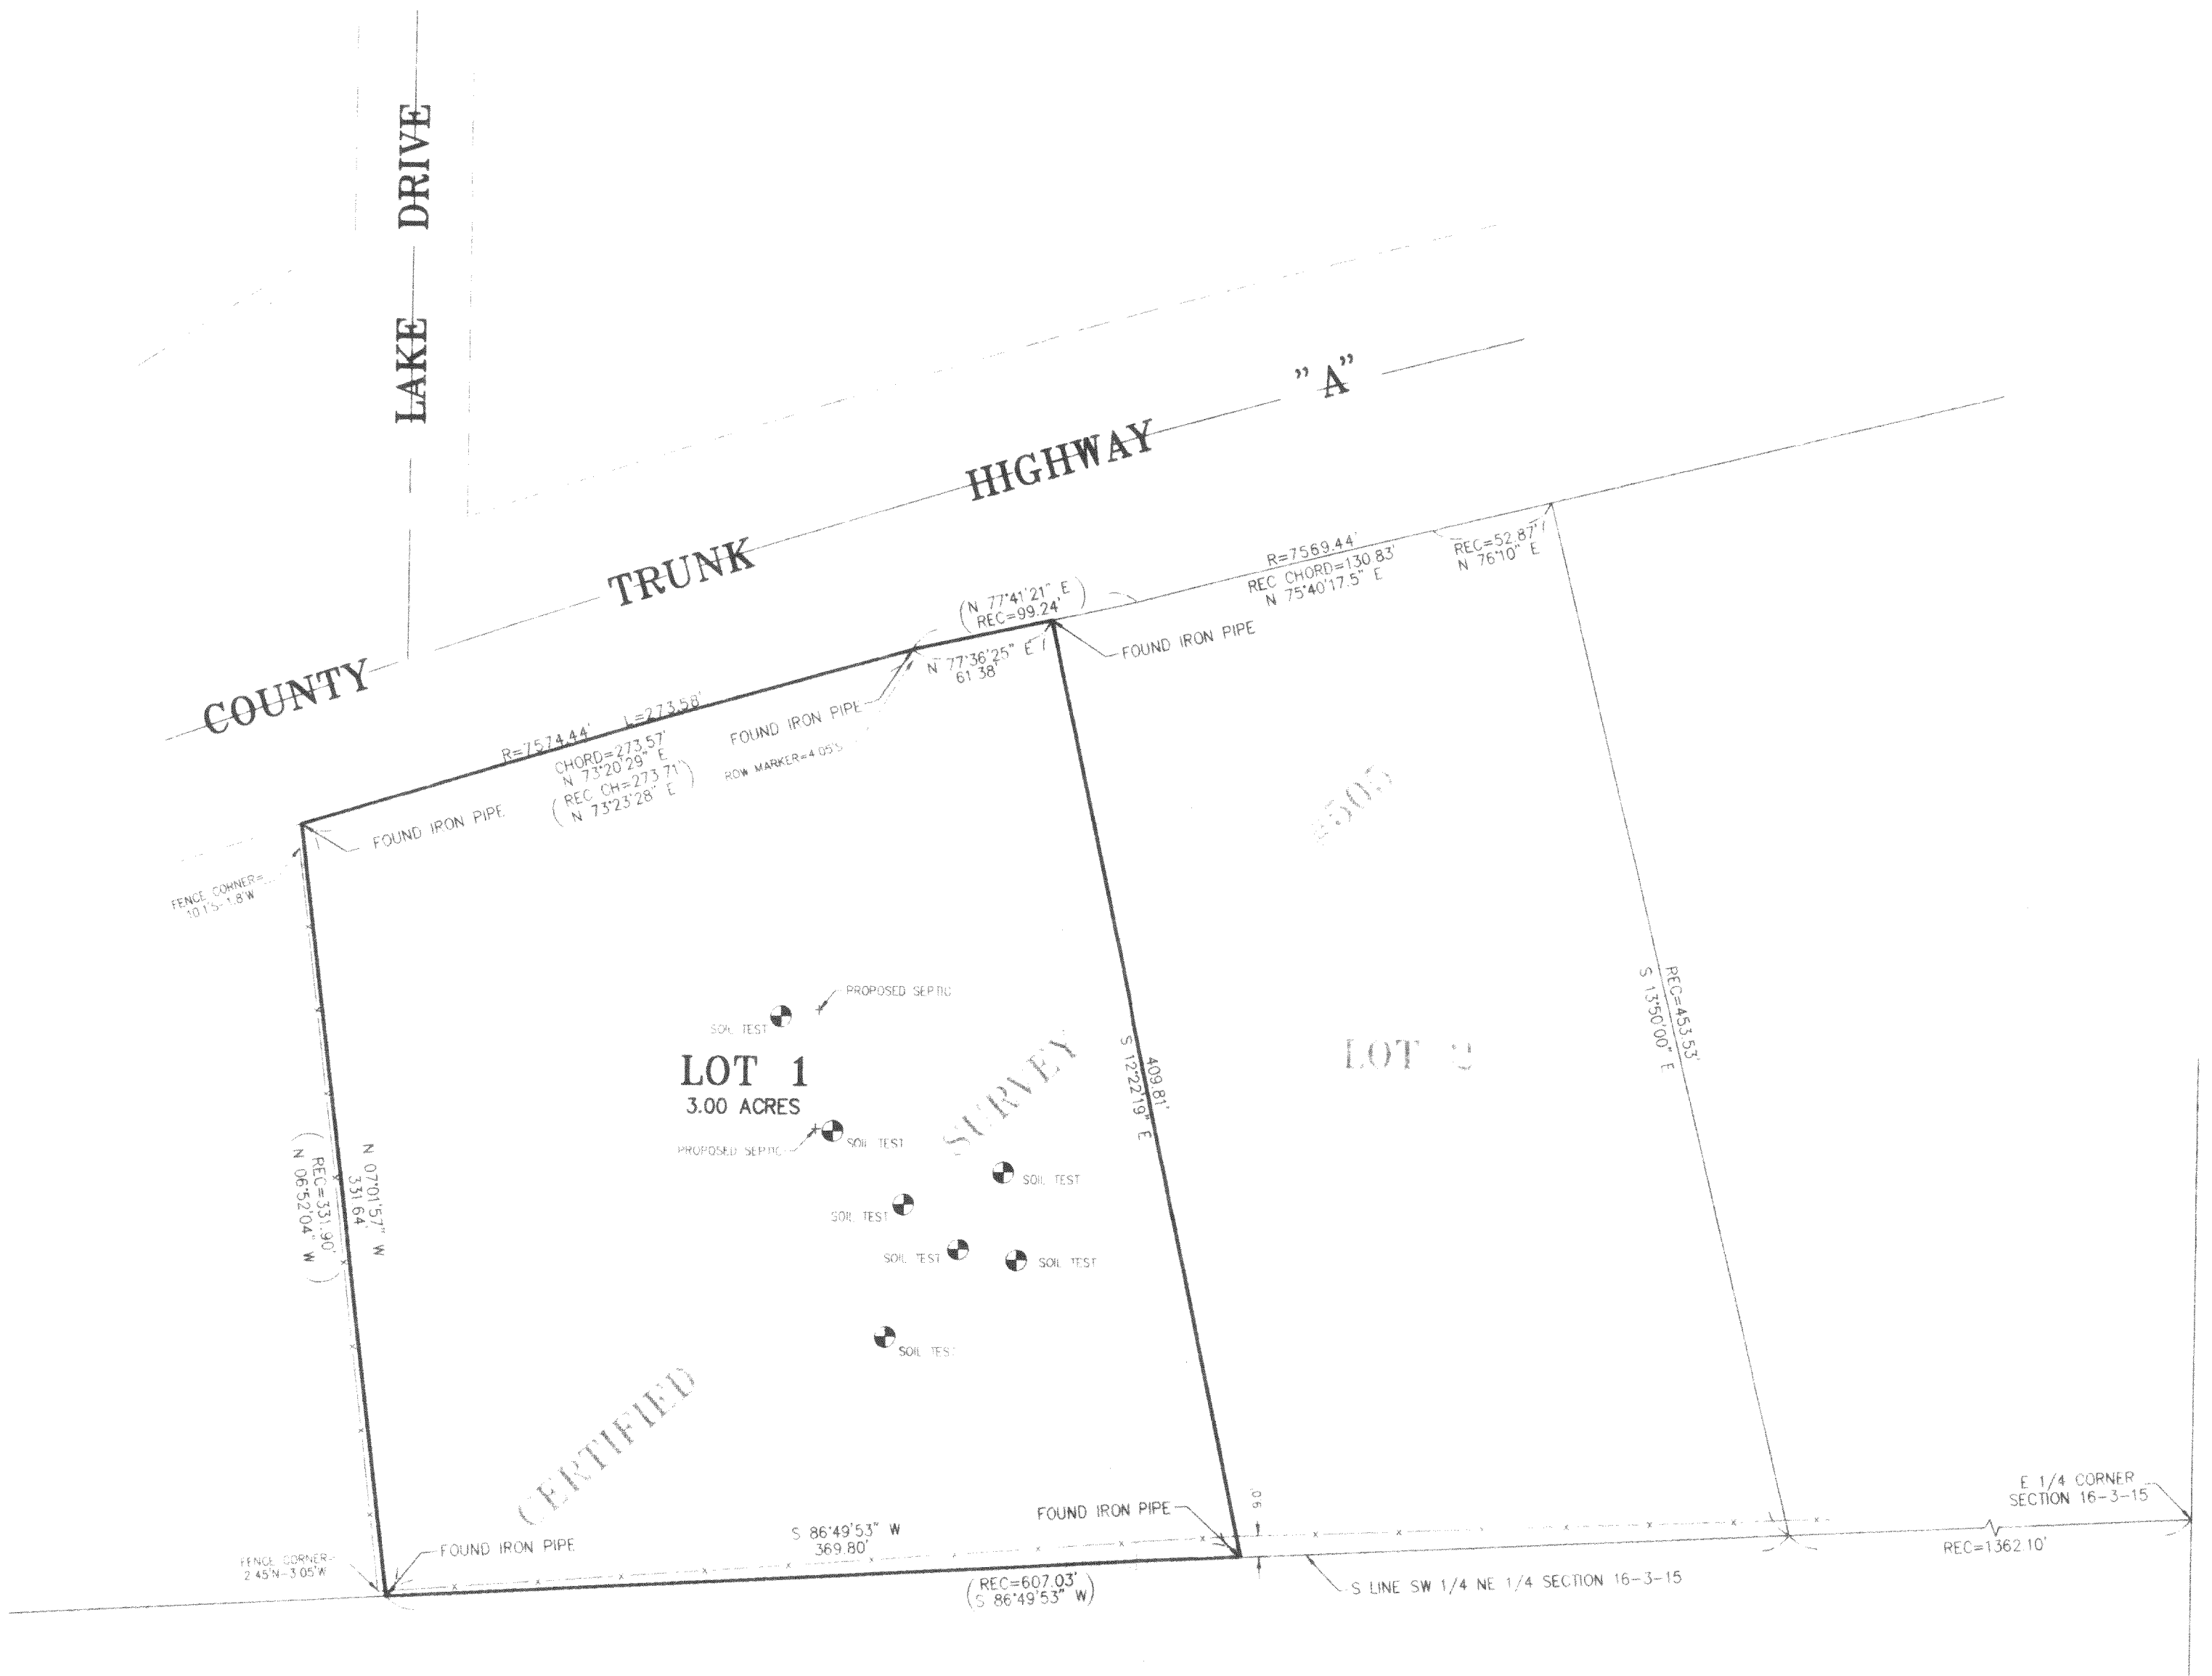 LAKE DRIVE
COUNTY TRUNK HIGHWAY "A"
R=7569.44'
REC CHORD=130.83'
N 75°40'17.5" E
REC=52.87'
N 76°10" E
(N 77°41'21" E
REC=99.24')
N 77°36'25" E
61.38'
FOUND IRON PIPE
R=7574.44' L=273.58'
CHORD=273.57'
N 73°20'29" E
(REC CH=273.71'
N 73°23'28" E)
FOUND IRON PIPE
ROW MARKER=4.05'S
FOUND IRON PIPE
FENCE CORNER=
10.1'S-1.8'W
PROPOSED SEPTIC
SOIL TEST
LOT 1
3.00 ACRES
SOIL TEST
PROPOSED SEPTIC
SOIL TEST
SOIL TEST
SOIL TEST
SOIL TEST
SOIL TEST
CERTIFIED SURVEY
LOT 2
N 07°01'57" W
331.64'
(REC=331.90'
N 06°52'04" W)
409.81'
S 12°22'19" E
REC=453.53'
S 13°50'00" E
E 1/4 CORNER
SECTION 16-3-15
REC=1362.10'
FOUND IRON PIPE
S 86°49'53" W
369.80'
FOUND IRON PIPE
FENCE CORNER=
2.45'N-3.05'W
(REC=607.03'
S 86°49'53" W)
S LINE SW 1/4 NE 1/4 SECTION 16-3-15